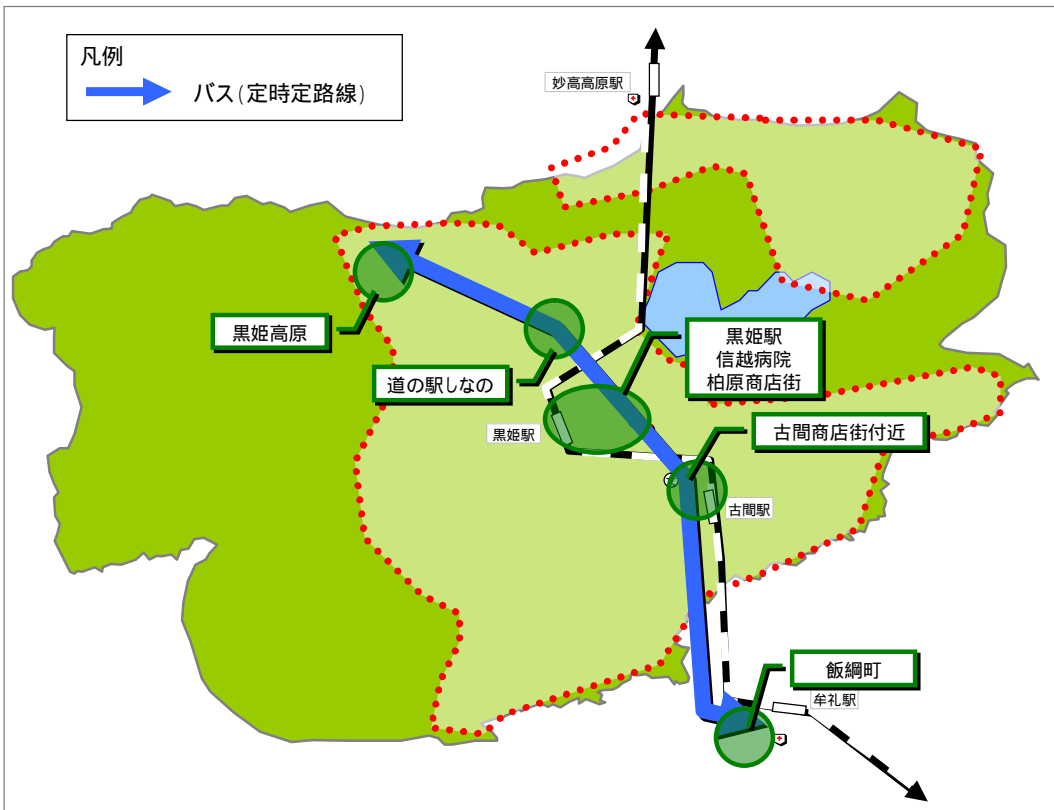 凡例
バス(定時定路線)
妙高高原駅
黒姫高原
道の駅しなの
黒姫駅
信越病院
柏原商店街
黒姫駅
古間商店街付近
古間駅
飯綱町
牟礼駅